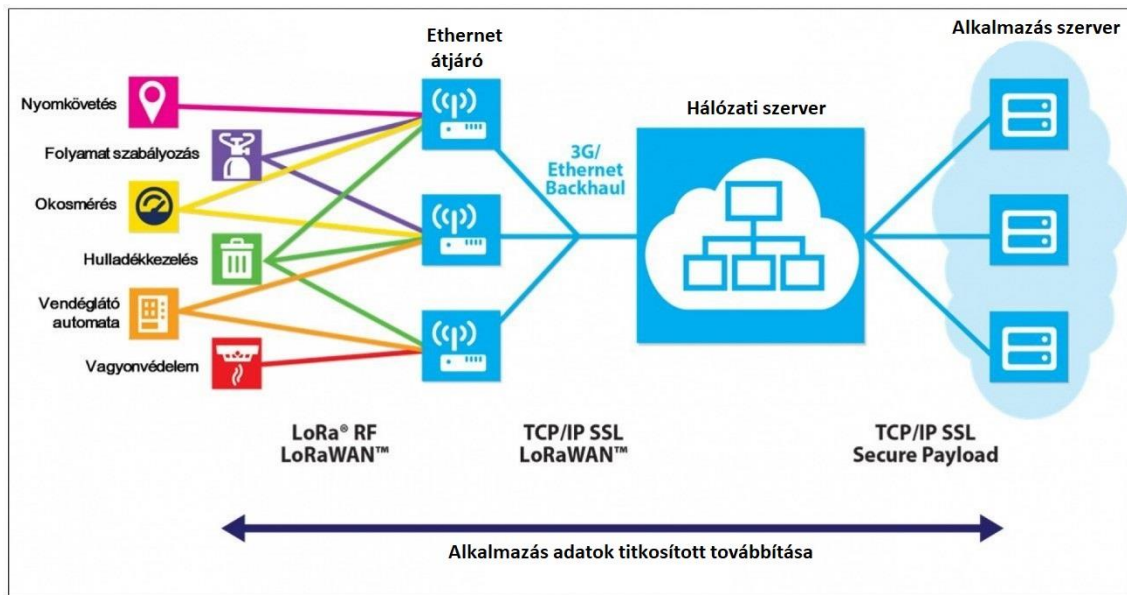 Ethernet
átjáró
Alkalmazás szerver
Nyomkövetés
Folyamat szabályozás
Okosmérés
Hulladékkezelés
Vendéglátó
automata
Vagyonvédelem
3G/
Ethernet
Backhaul
Hálózati szerver
LoRa® RF
LoRaWAN™
TCP/IP SSL
LoRaWAN™
TCP/IP SSL
Secure Payload
Alkalmazás adatok titkosított továbbítása